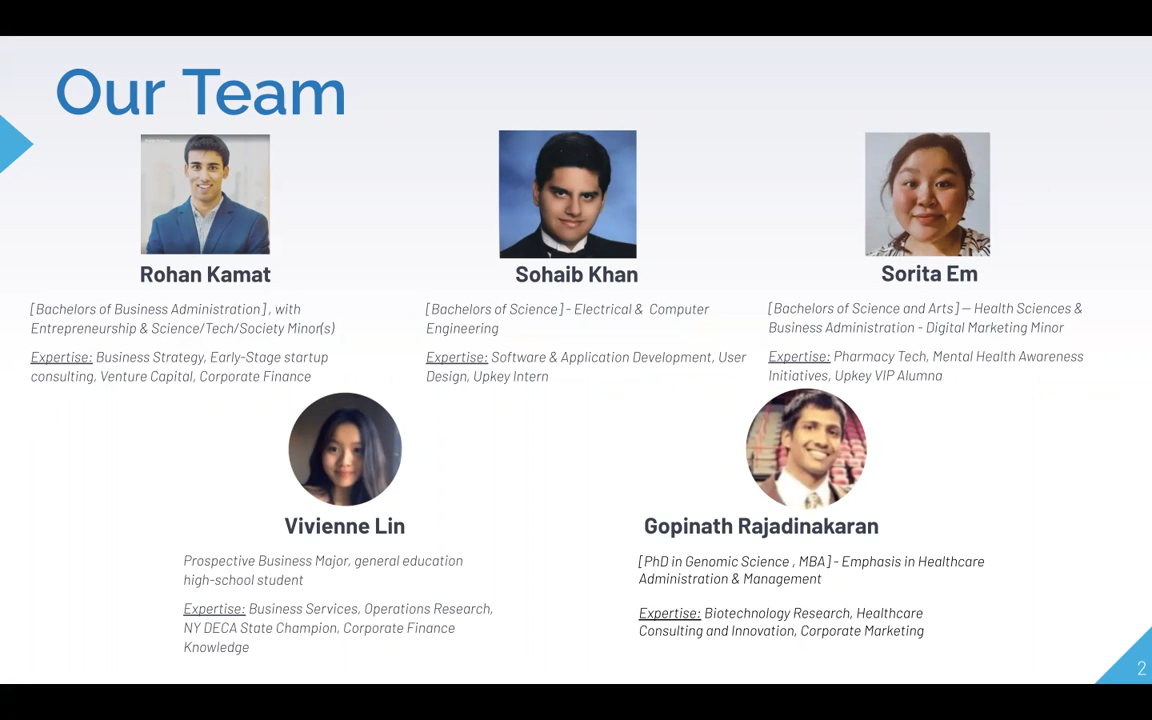 Our Team
Rohan Kamat
[Bachelors of Business Administration] , with
Entrepreneurship & Science/Tech/Society Minor(s)
Expertise: Business Strategy, Early-Stage startup
consulting, Venture Capital, Corporate Finance
Sohaib Khan
[Bachelors of Science] - Electrical & Computer
Engineering
Expertise: Software & Application Development, User
Design, Upkey Intern
Sorita Em
[Bachelors of Science and Arts] – Health Sciences &
Business Administration - Digital Marketing Minor
Expertise: Pharmacy Tech, Mental Health Awareness
Initiatives, Upkey VIP Alumna
Vivienne Lin
Prospective Business Major, general education
high-school student
Expertise: Business Services, Operations Research,
NY DECA State Champion, Corporate Finance
Knowledge
Gopinath Rajadinakaran
[PhD in Genomic Science , MBA] - Emphasis in Healthcare
Administration & Management
Expertise: Biotechnology Research, Healthcare
Consulting and Innovation, Corporate Marketing
2